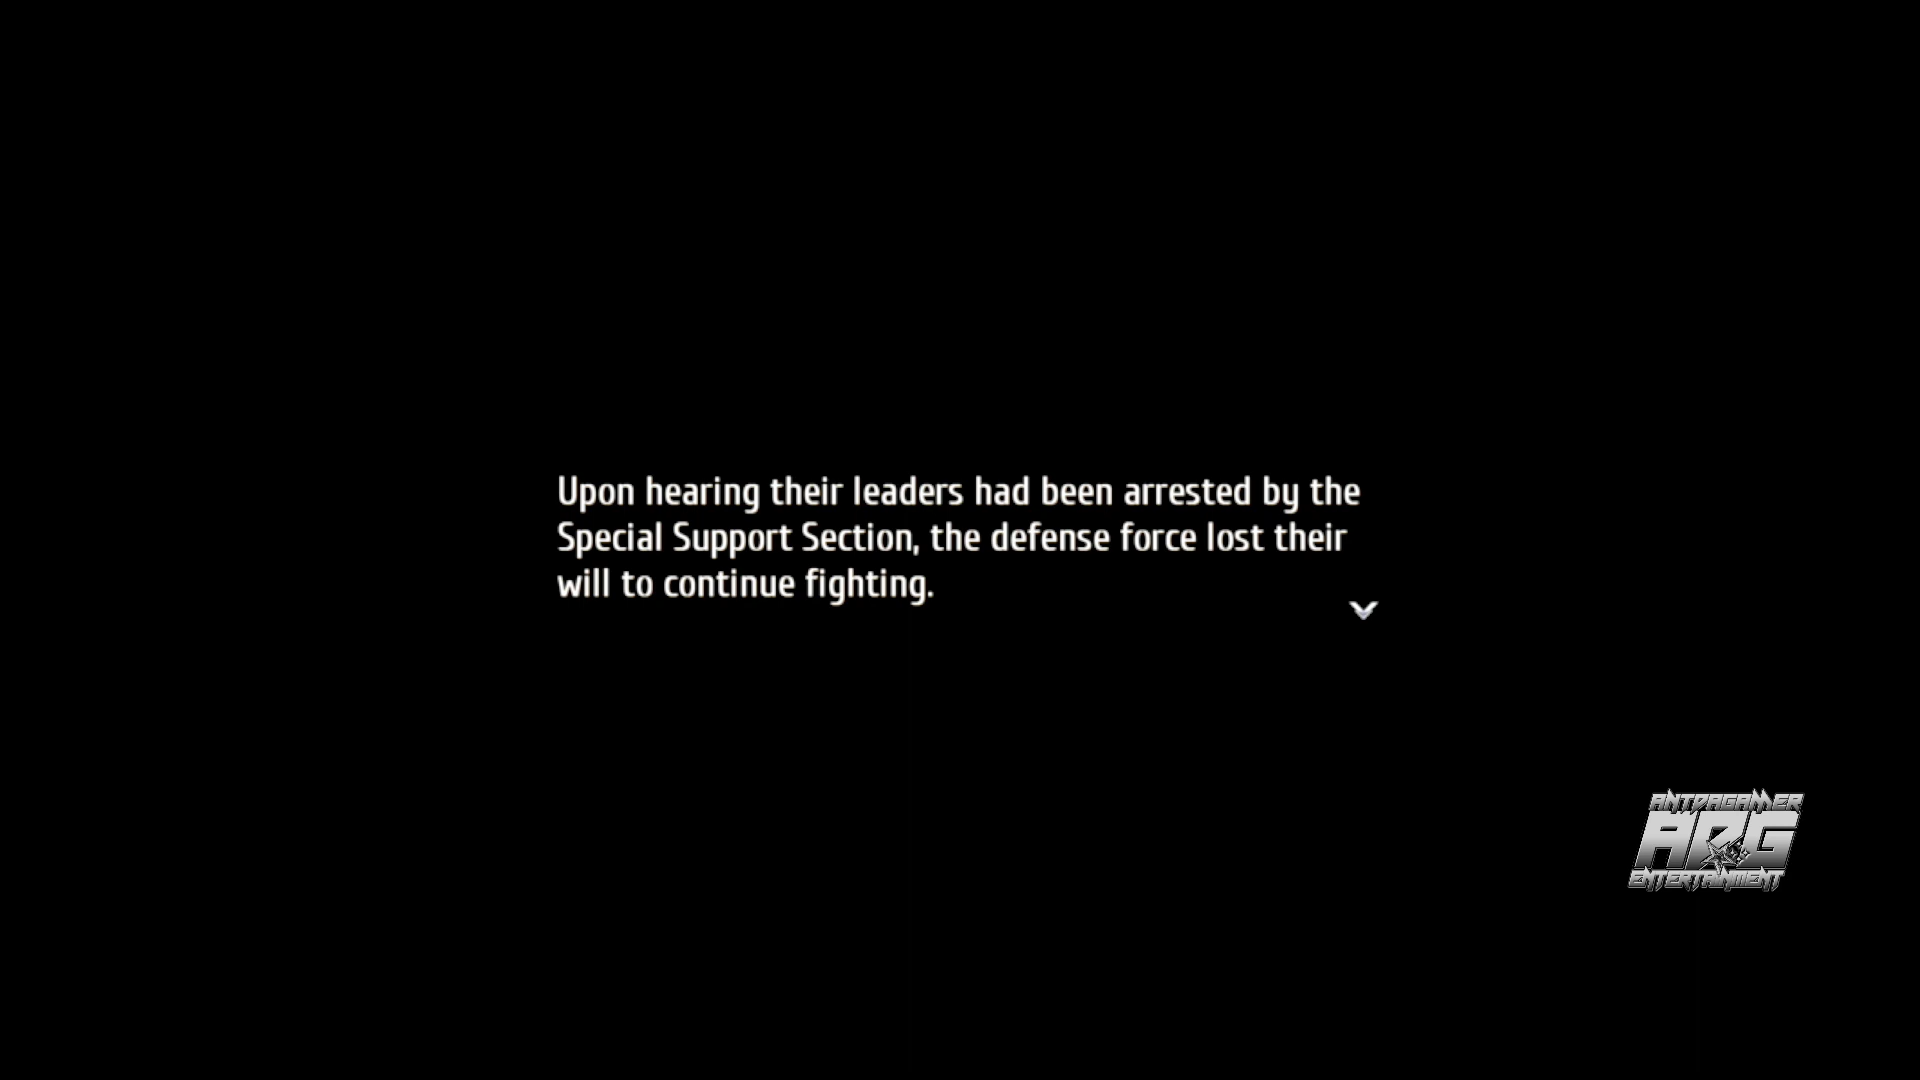 Upon hearing their leaders had been arrested by the
Special Support Section, the defense force lost their
will to continue fighting.
ANTDAGAMER
ADG
ENTERTAINMENT